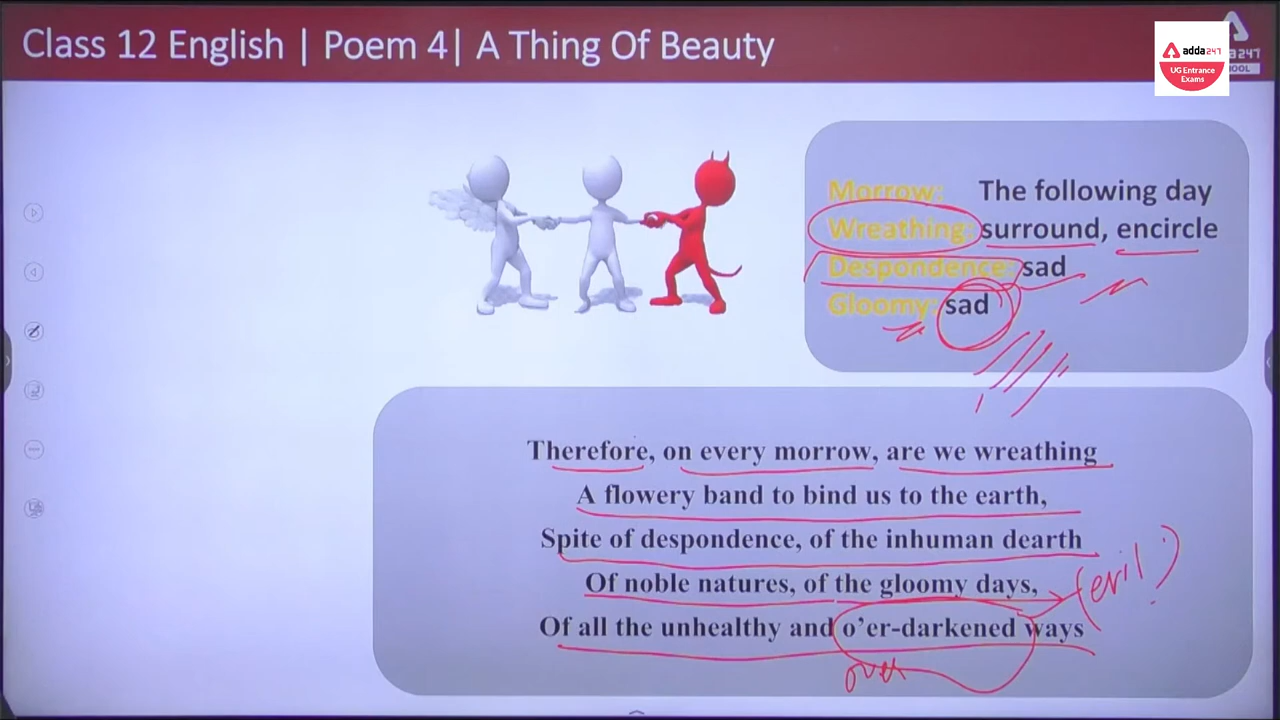 Class 12 English | Poem 4| A Thing Of Beauty
adda247
UG Entrance
Exams
Morrow: The following day
Wreathing: surround, encircle
Despondence: sad
Gloomy: sad
Therefore, on every morrow, are we wreathing
A flowery band to bind us to the earth,
Spite of despondence, of the inhuman dearth
Of noble natures, of the gloomy days,
(evil)
Of all the unhealthy and o’er-darkened ways
over